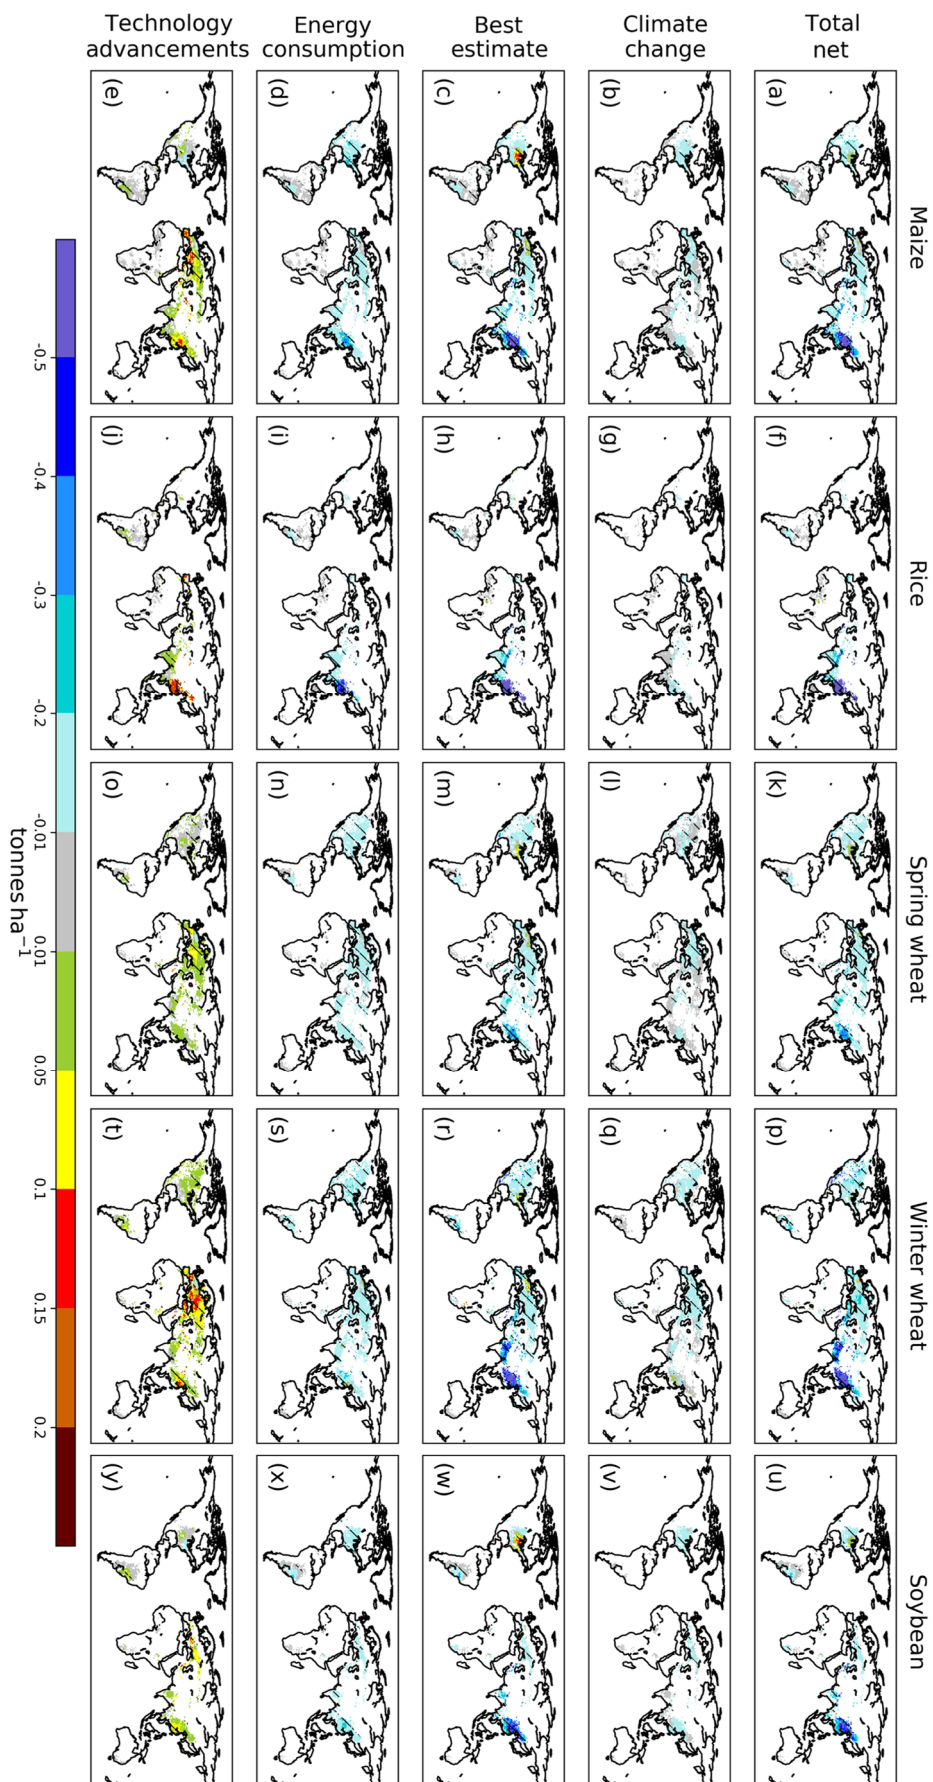 Technology
advancements
Energy
consumption
Best
estimate
Climate
change
Total
net
Maize
(a)
(b)
(c)
(d)
(e)
Rice
(f)
(g)
(h)
(i)
(j)
Spring wheat
(k)
(l)
(m)
(n)
(o)
Winter wheat
(p)
(q)
(r)
(s)
(t)
Soybean
(u)
(v)
(w)
(x)
(y)
-0.5
-0.4
-0.3
-0.2
-0.01
0.01
0.05
0.1
0.15
0.2
tonnes ha⁻¹